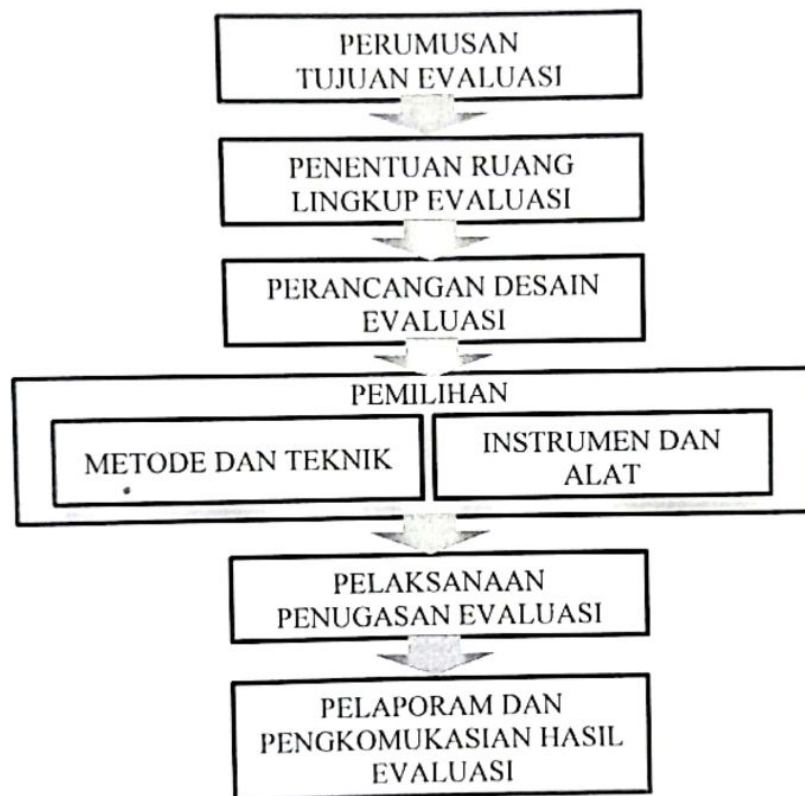 PERUMUSAN
TUJUAN EVALUASI
PENENTUAN RUANG
LINGKUP EVALUASI
PERANCANGAN DESAIN
EVALUASI
PEMILIHAN
METODE DAN TEKNIK
INSTRUMEN DAN
ALAT
PELAKSANAAN
PENUGASAN EVALUASI
PELAPORAM DAN
PENGKOMUKASIAN HASIL
EVALUASI